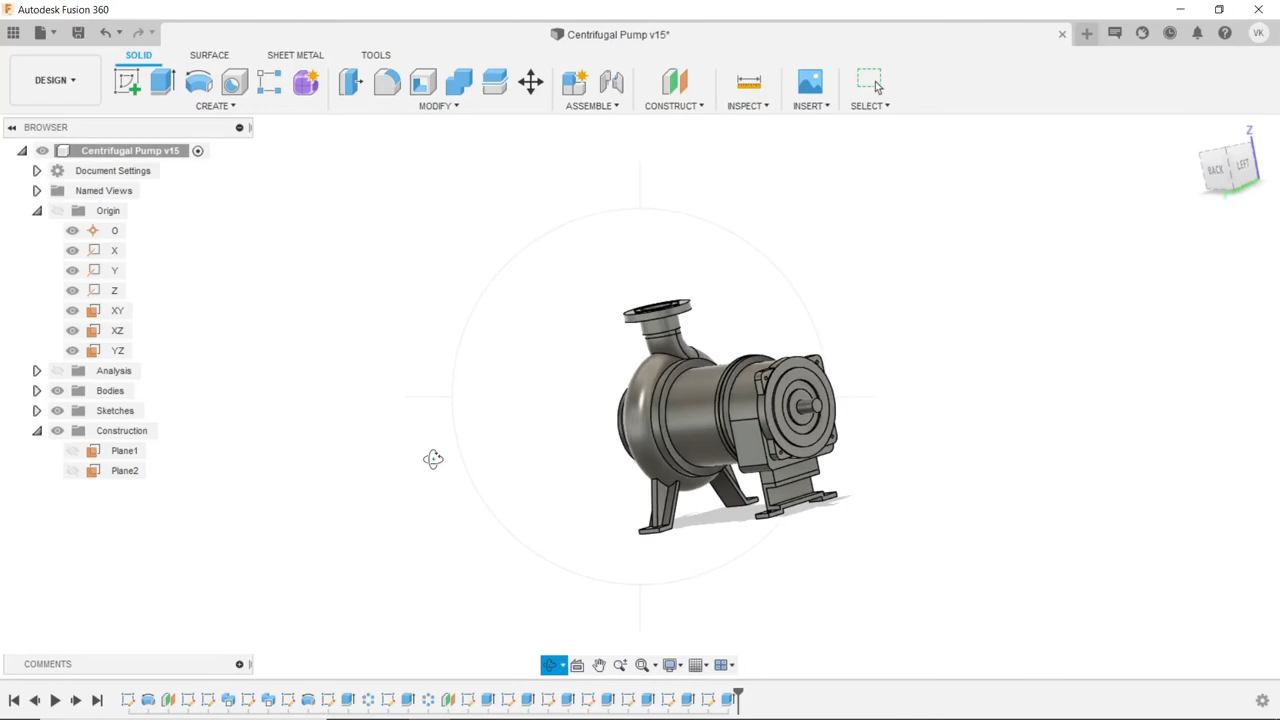 Autodesk Fusion 360
Centrifugal Pump v15*
VK
SOLID SURFACE SHEET METAL TOOLS
DESIGN
CREATE MODIFY ASSEMBLE CONSTRUCT INSPECT INSERT SELECT
BROWSER
Centrifugal Pump v15
Document Settings
Named Views
Origin
O
X
Y
Z
XY
XZ
YZ
Analysis
Bodies
Sketches
Construction
Plane1
Plane2
Z
BACK LEFT
COMMENTS